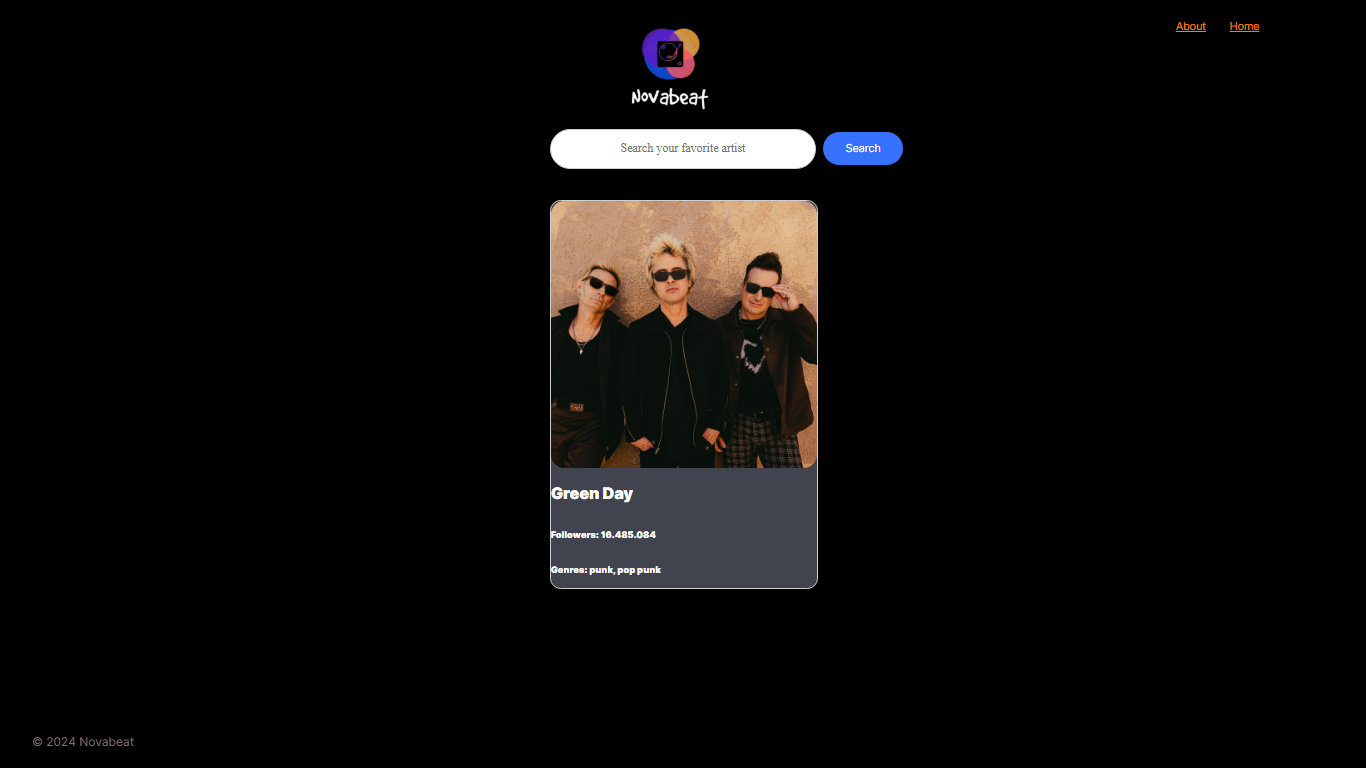 About Home
Novabeat
Search your favorite artist Search
Green Day
Followers: 16.485.084
Genres: punk, pop punk
© 2024 Novabeat